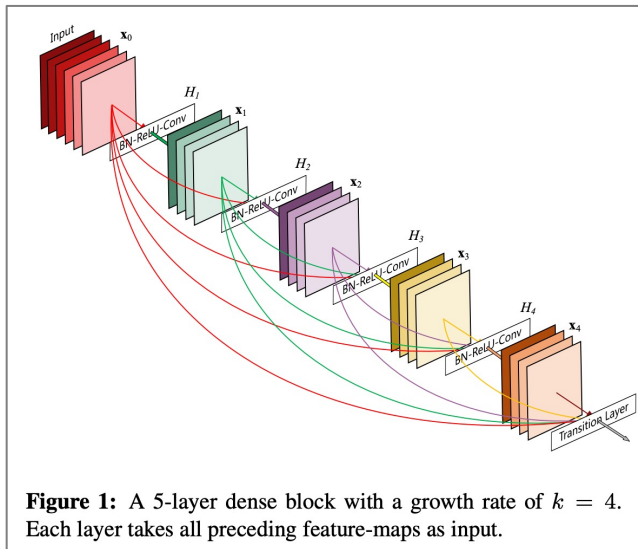 Input
x₀
H₁
BN-ReLU-Conv
x₁
H₂
BN-ReLU-Conv
x₂
H₃
BN-ReLU-Conv
x₃
H₄
BN-ReLU-Conv
x₄
Transition Layer
Figure 1: A 5-layer dense block with a growth rate of k = 4.
Each layer takes all preceding feature-maps as input.